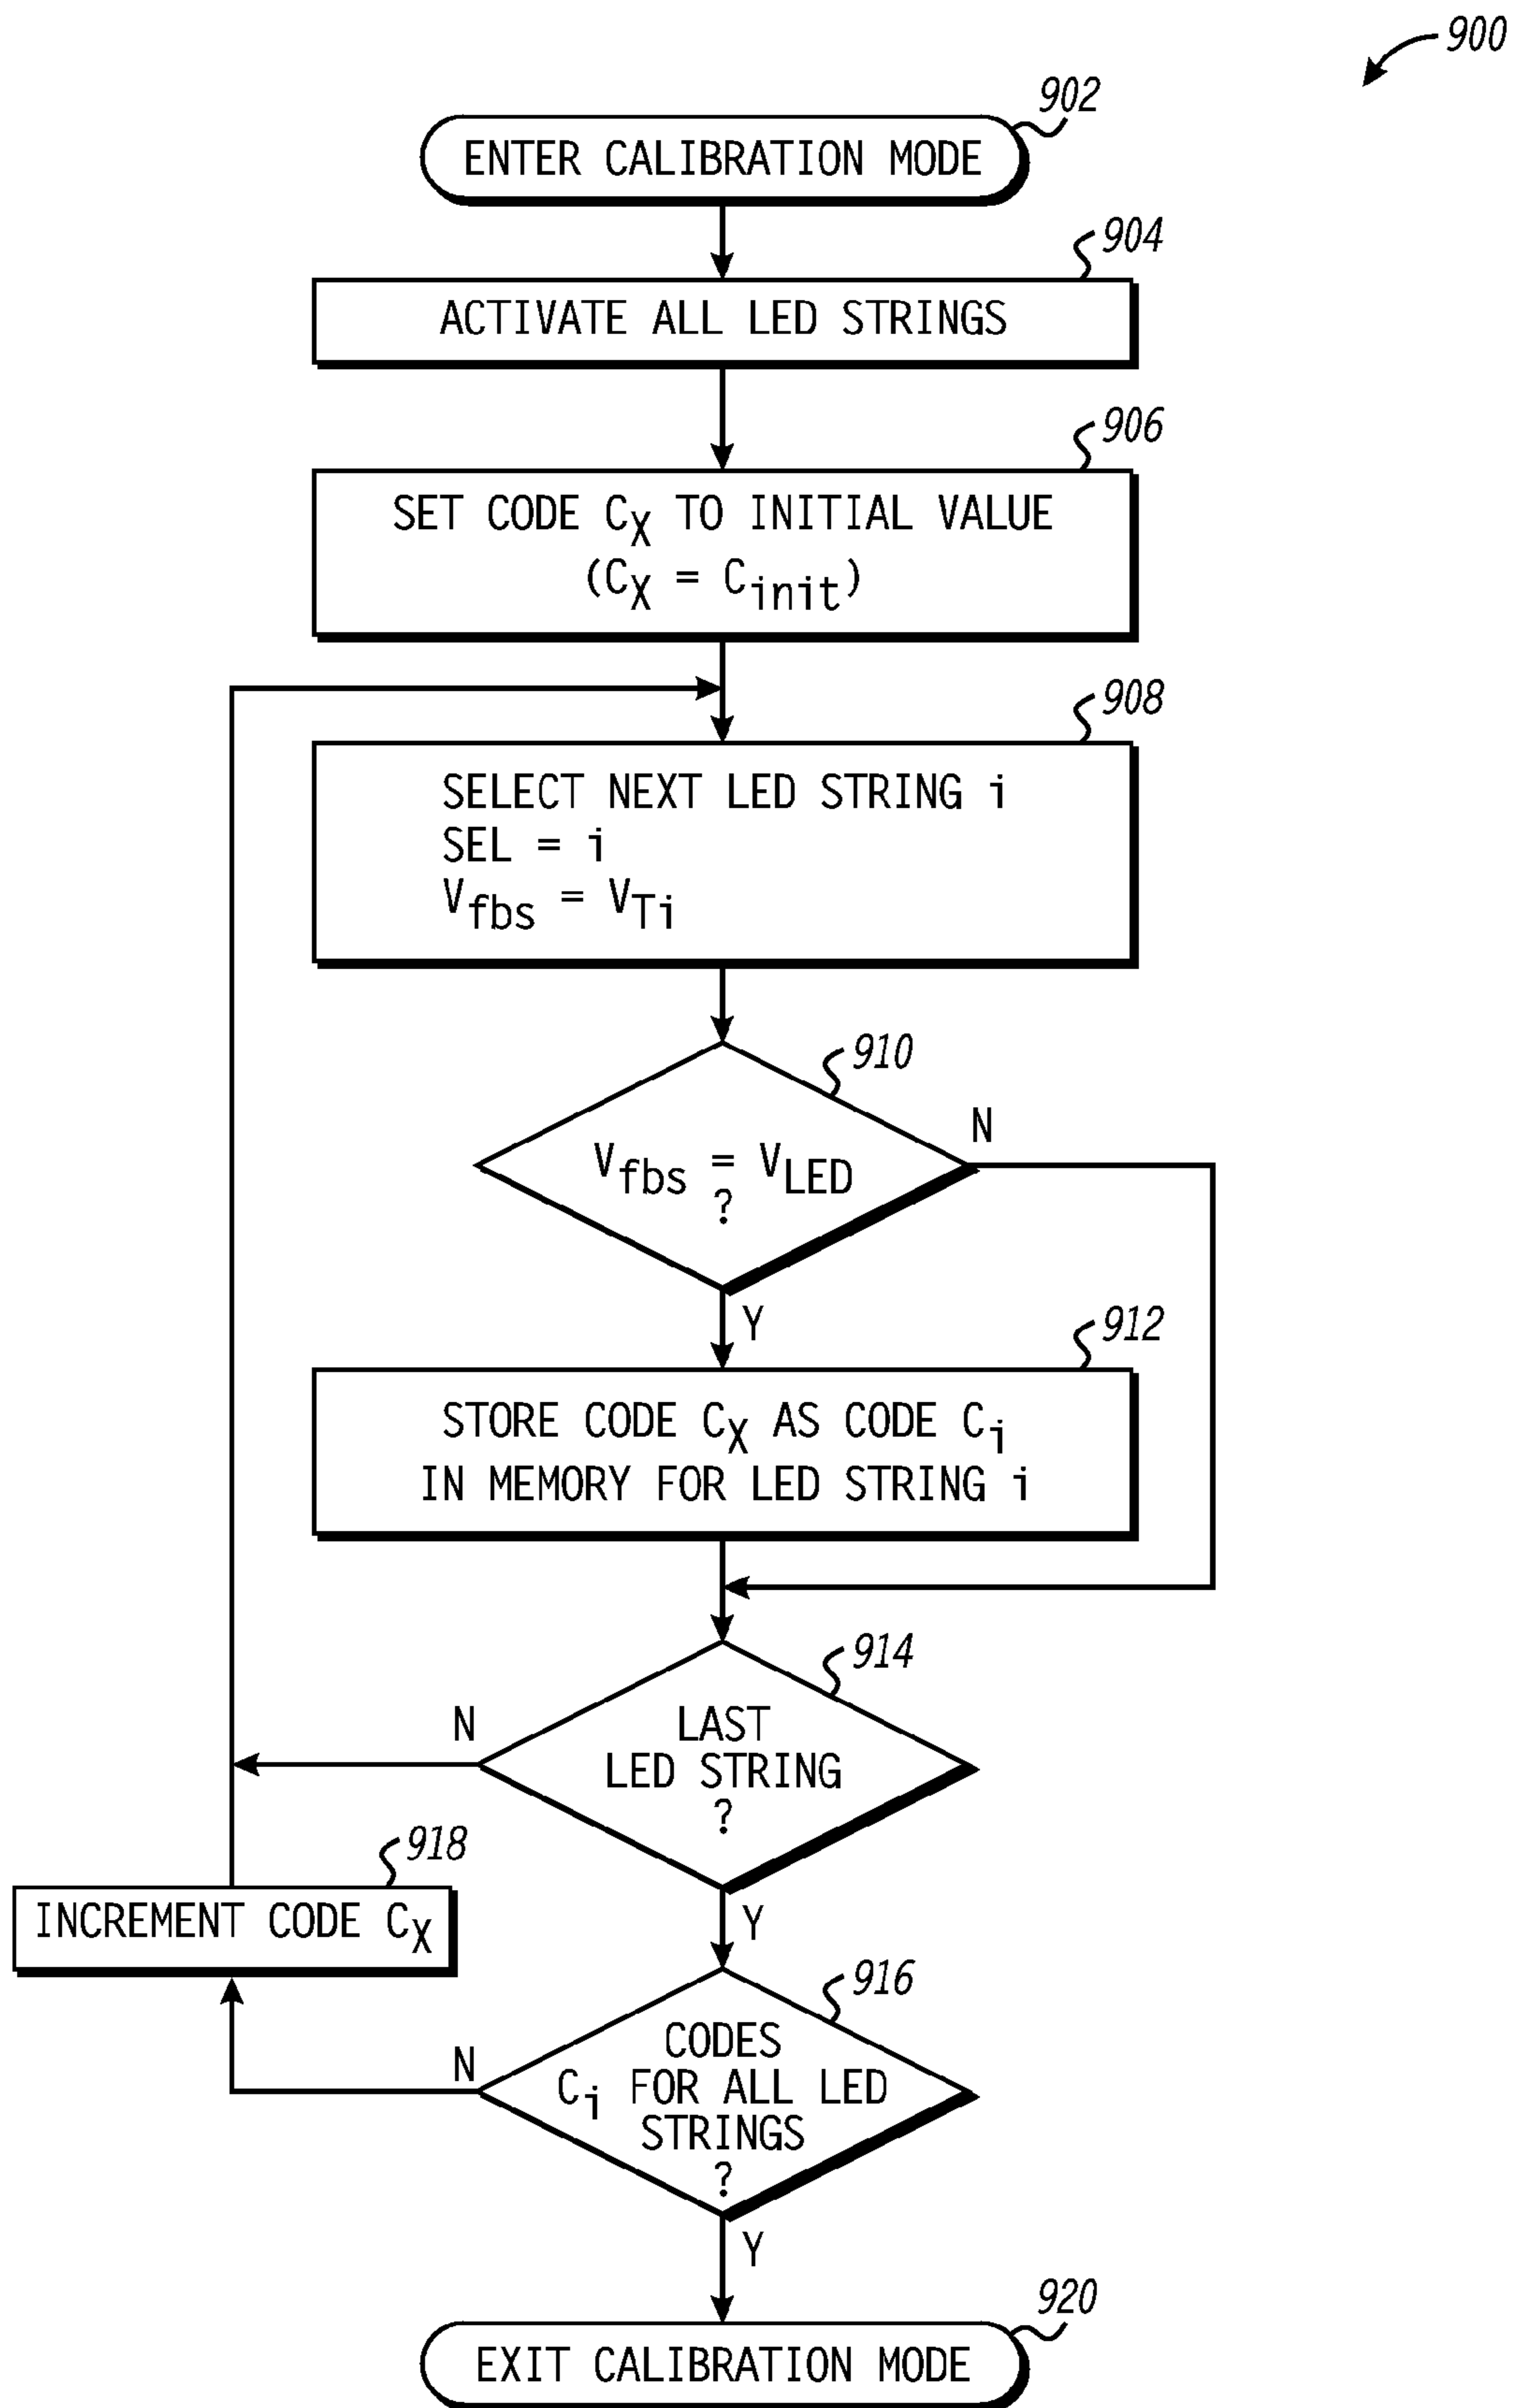 900
902
ENTER CALIBRATION MODE
904
ACTIVATE ALL LED STRINGS
906
SET CODE CX TO INITIAL VALUE
(CX = Cinit)
908
SELECT NEXT LED STRING i
SEL = i
Vfbs = VTi
910
N
Vfbs = VLED
?
Y
912
STORE CODE CX AS CODE Ci
IN MEMORY FOR LED STRING i
914
N
LAST
LED STRING
?
918
INCREMENT CODE CX
Y
916
N
CODES
Ci FOR ALL LED
STRINGS
?
Y
920
EXIT CALIBRATION MODE